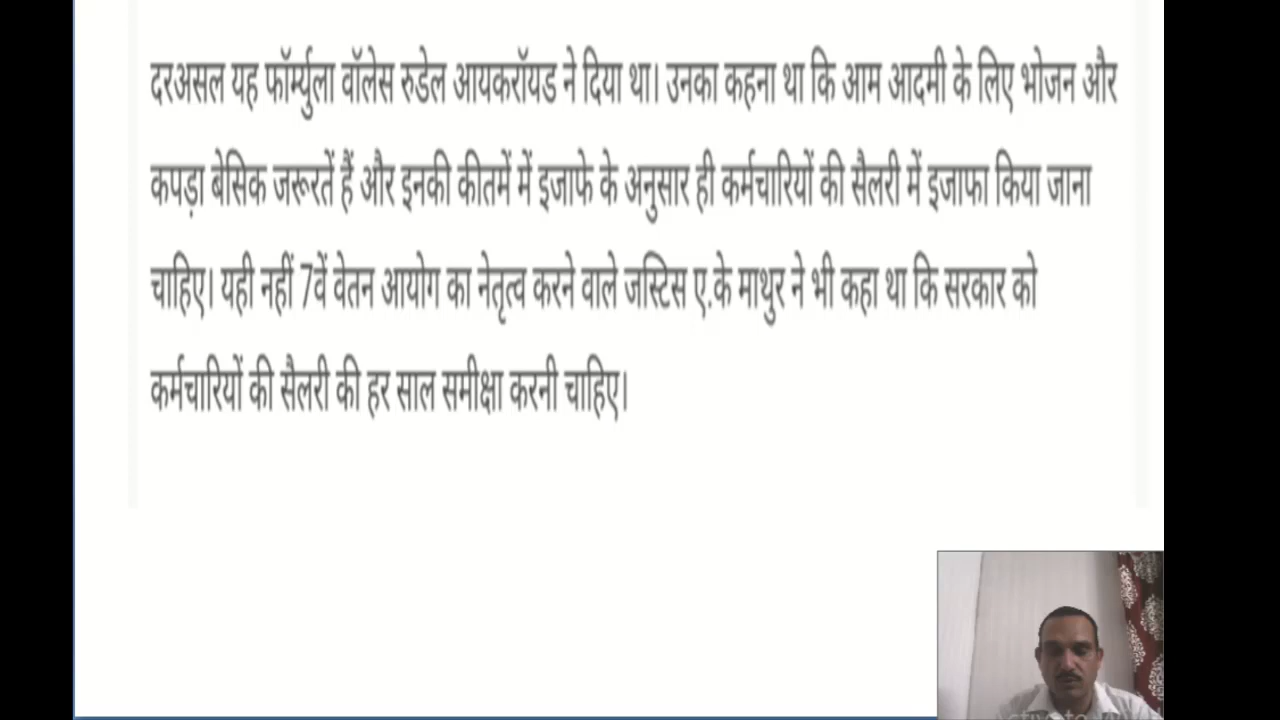 दरअसल यह फॉर्म्युला वॉलेस रुडेल आयकरॉयड ने दिया था। उनका कहना था कि आम आदमी के लिए भोजन और
कपड़ा बेसिक जरूरतें हैं और इनकी कीतमें में इजाफे के अनुसार ही कर्मचारियों की सैलरी में इजाफा किया जाना
चाहिए। यही नहीं 7वें वेतन आयोग का नेतृत्व करने वाले जस्टिस ए.के माथुर ने भी कहा था कि सरकार को
कर्मचारियों की सैलरी की हर साल समीक्षा करनी चाहिए।